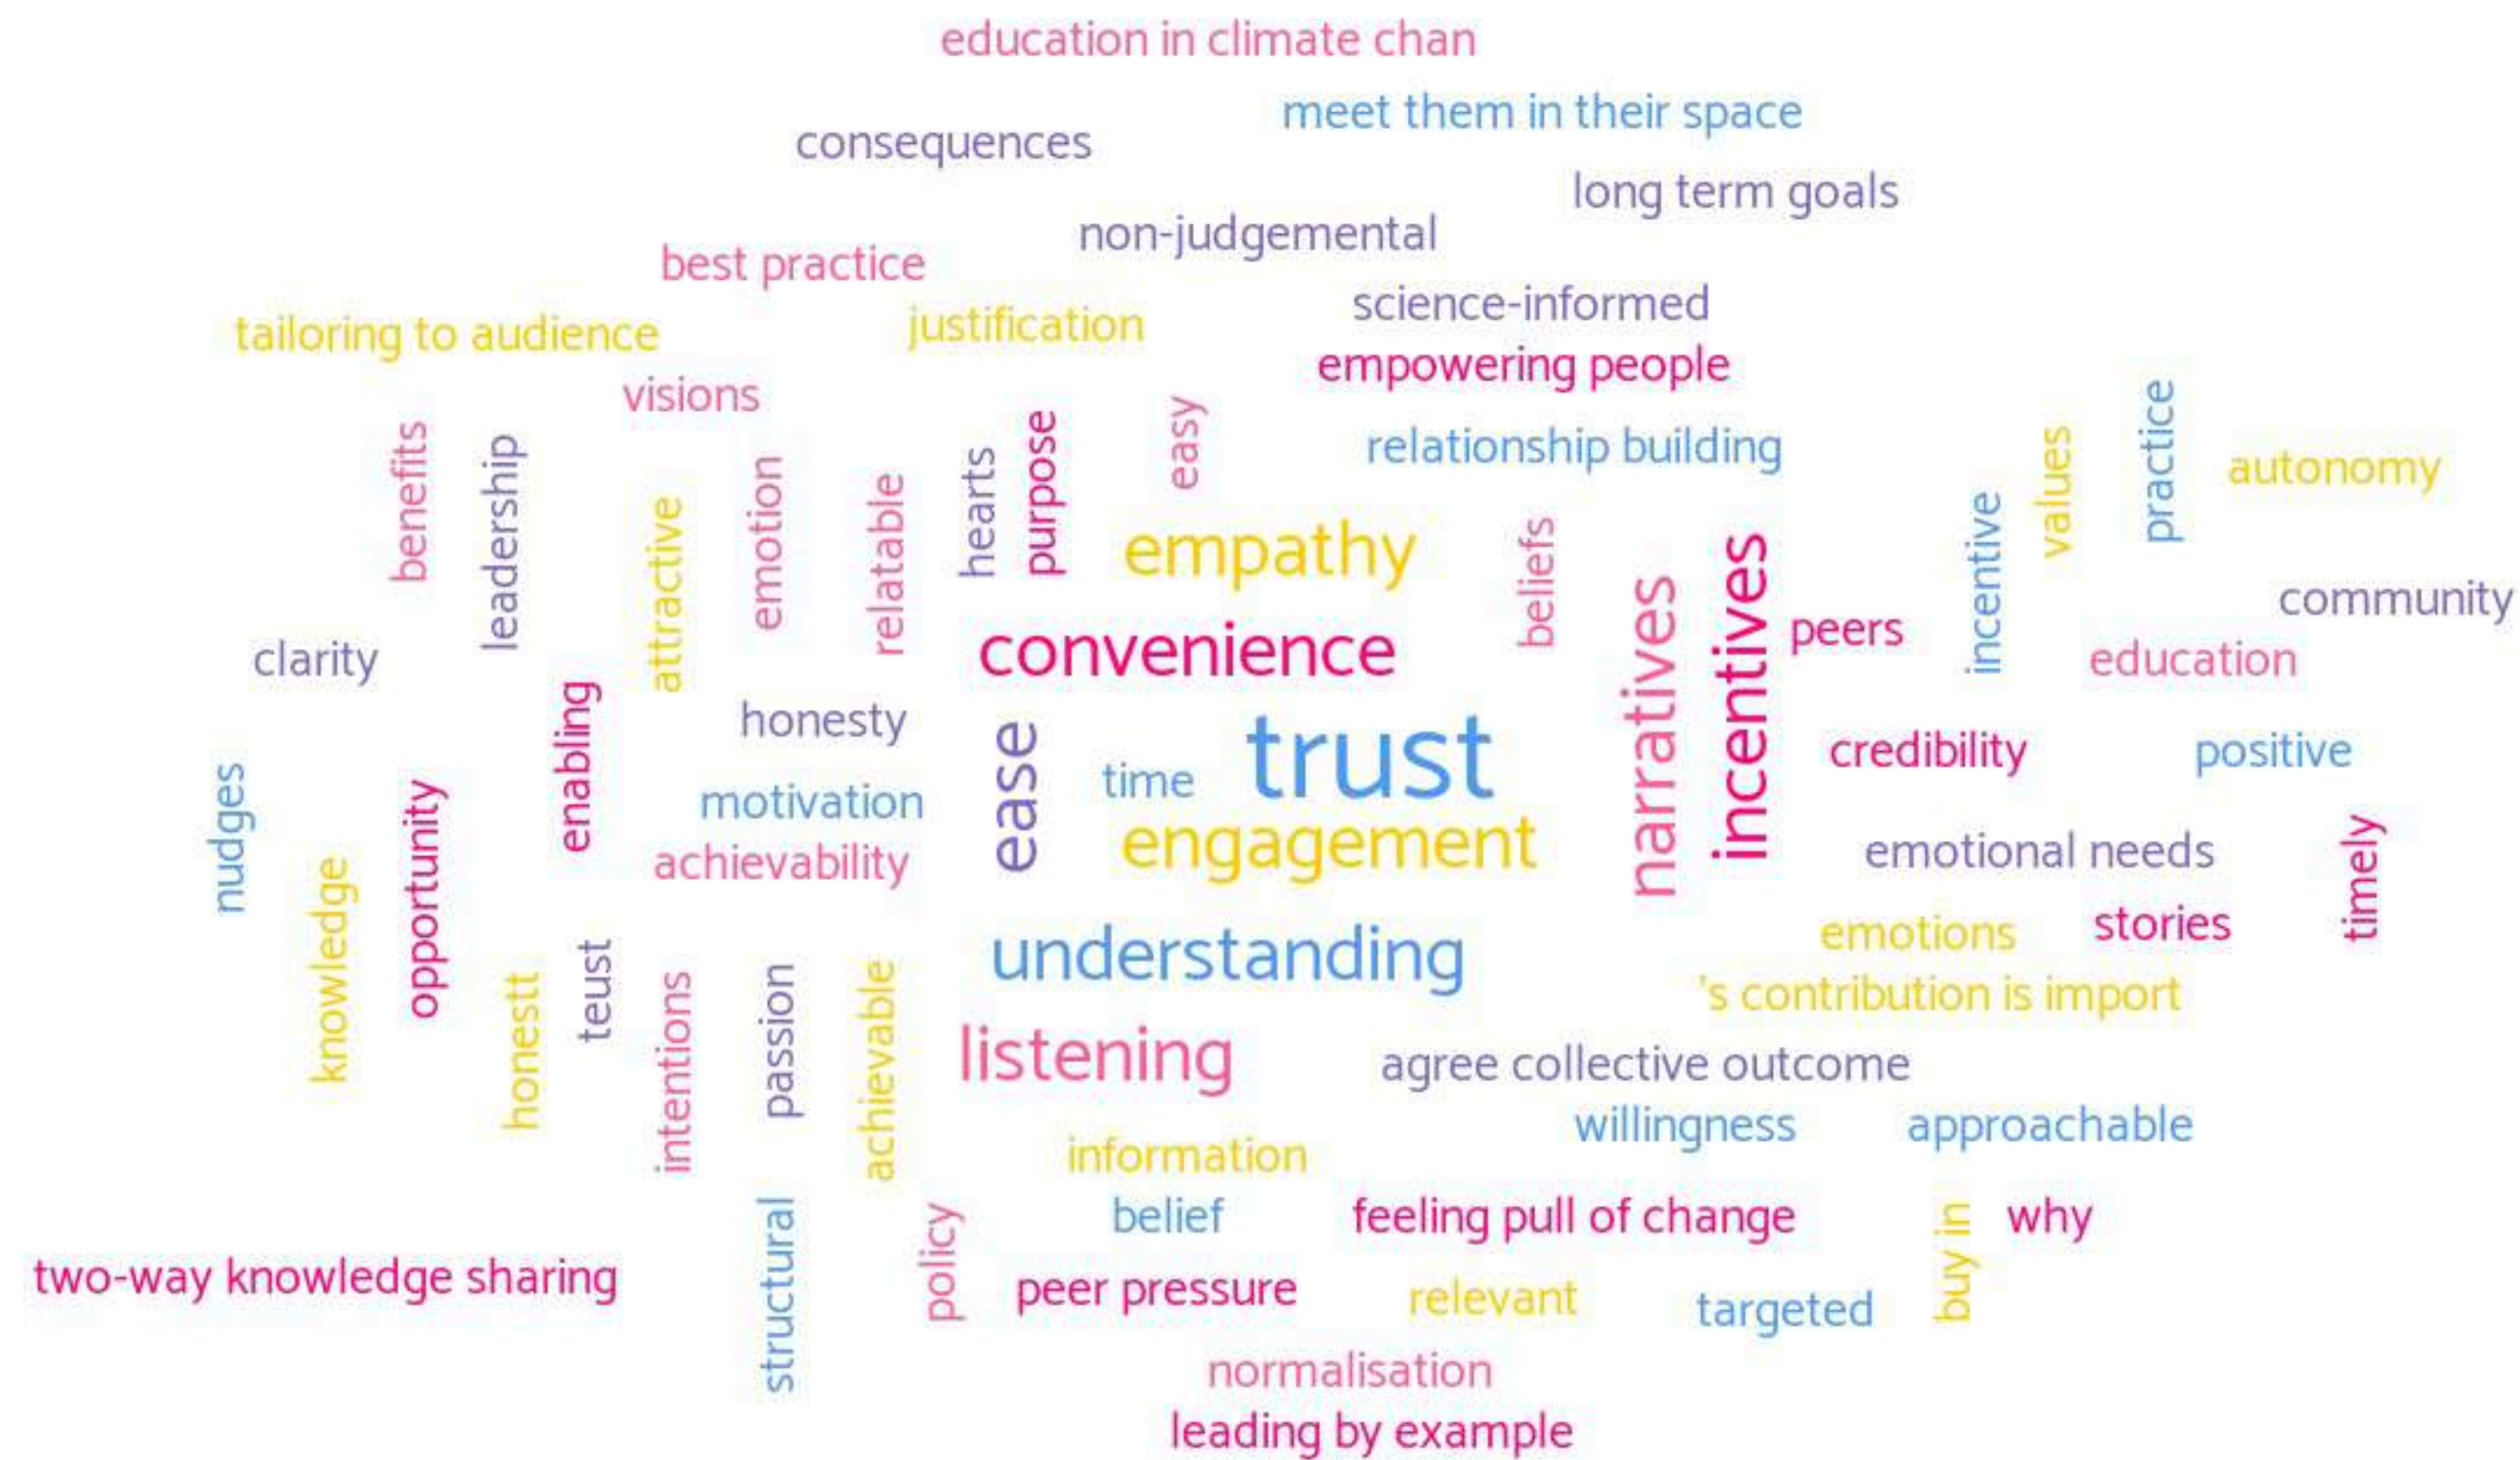 education in climate chan
meet them in their space
consequences
long term goals
non-judgemental
best practice
science-informed
justification
tailoring to audience
empowering people
visions
easy
practice
benefits
leadership
hearts
purpose
relationship building
values
autonomy
attractive
emotion
relatable
empathy
beliefs
incentive
narratives
incentives
community
peers
convenience
clarity
education
enabling
honesty
ease
time
trust
credibility
positive
nudges
motivation
opportunity
achievability
engagement
emotional needs
timely
knowledge
emotions
stories
understanding
honestt
teust
intentions
passion
achievable
's contribution is import
listening
agree collective outcome
willingness
approachable
information
structural
policy
belief
feeling pull of change
buy in
why
two-way knowledge sharing
peer pressure
relevant
targeted
normalisation
leading by example